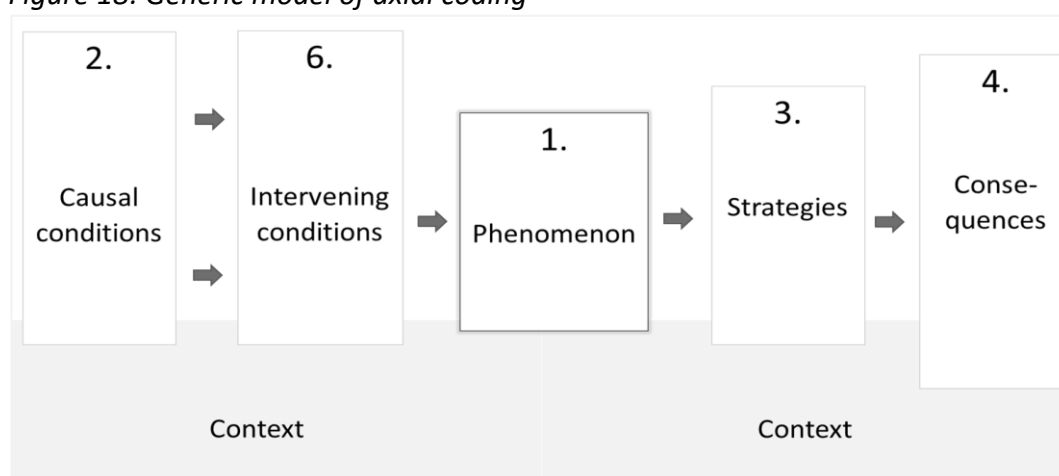 Figure 18: Generic model of axial coding
2.
Causal
conditions
6.
Intervening
conditions
1.
Phenomenon
3.
Strategies
4.
Conse-
quences
Context
Context